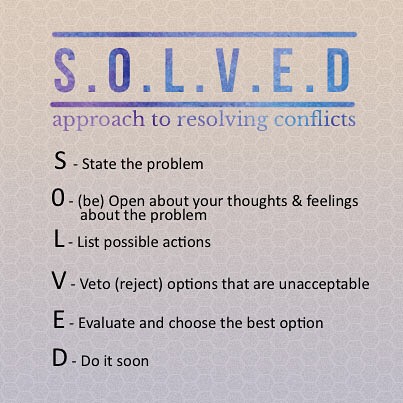 S.O.L.V.E.D
approach to resolving conflicts
S - State the problem
O - (be) Open about your thoughts & feelings
about the problem
L - List possible actions
V - Veto (reject) options that are unacceptable
E - Evaluate and choose the best option
D - Do it soon